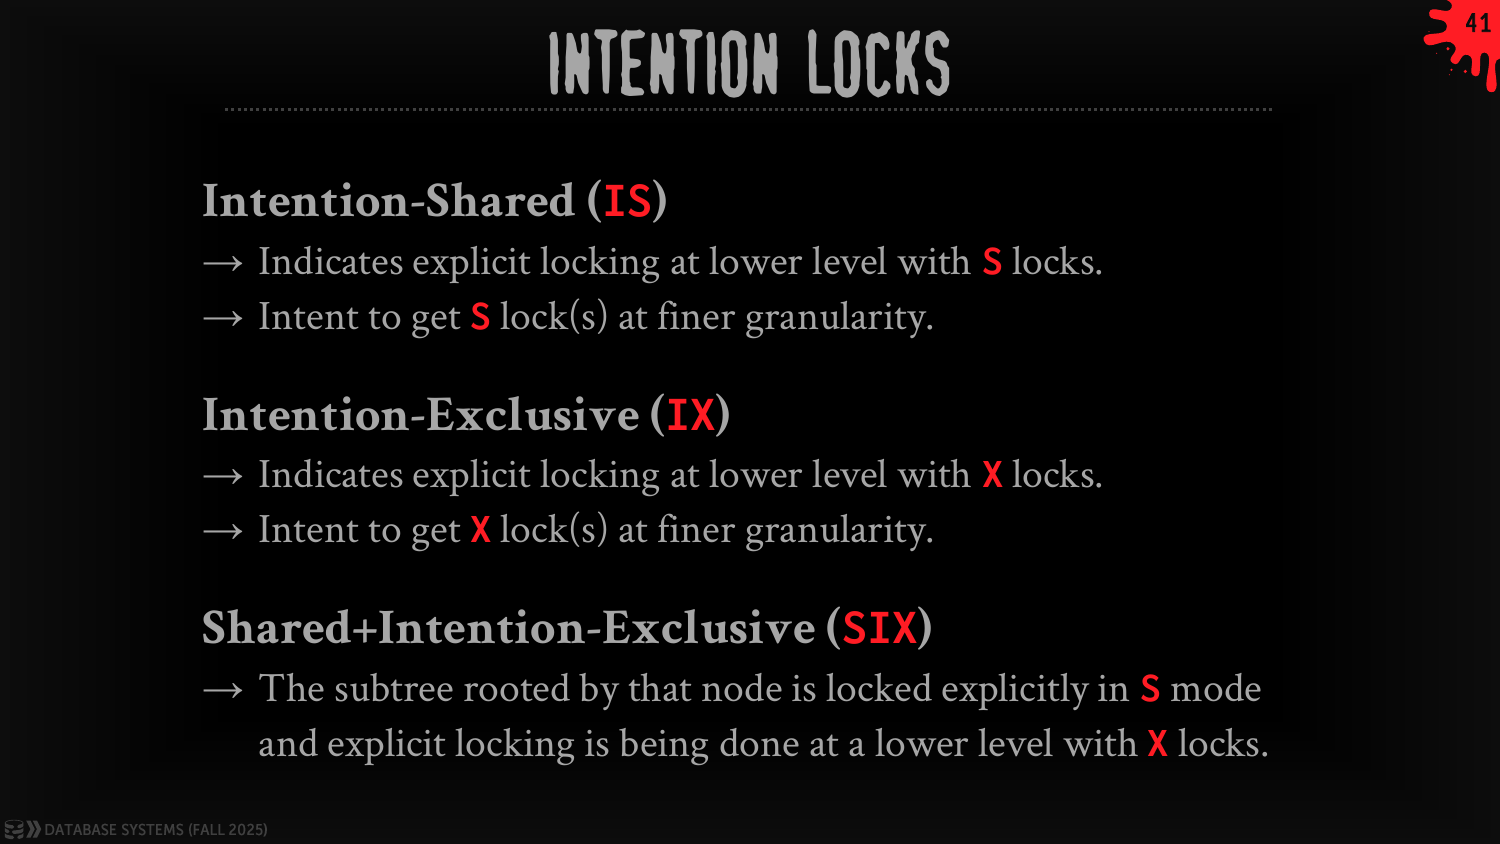 41
INTENTION LOCKS
Intention-Shared (IS)
→ Indicates explicit locking at lower level with S locks.
→ Intent to get S lock(s) at finer granularity.
Intention-Exclusive (IX)
→ Indicates explicit locking at lower level with X locks.
→ Intent to get X lock(s) at finer granularity.
Shared+Intention-Exclusive (SIX)
→ The subtree rooted by that node is locked explicitly in S mode
and explicit locking is being done at a lower level with X locks.
DATABASE SYSTEMS (FALL 2025)